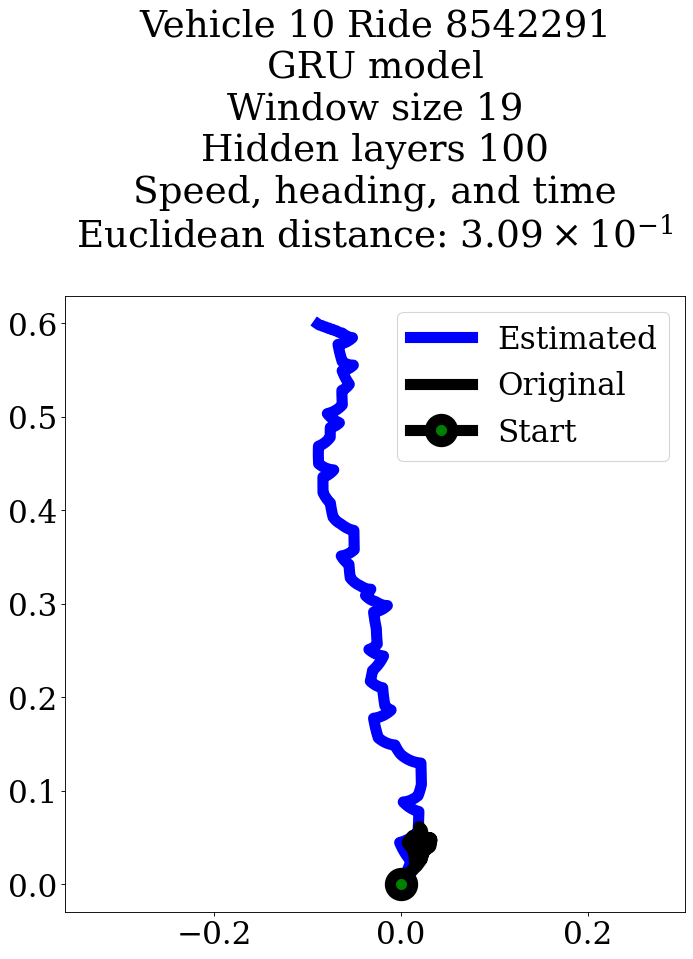 Vehicle 10 Ride 8542291
GRU model
Window size 19
Hidden layers 100
Speed, heading, and time
Euclidean distance: 3.09 × 10⁻¹
Estimated
Original
Start
0.6
0.5
0.4
0.3
0.2
0.1
0.0
−0.2 0.0 0.2